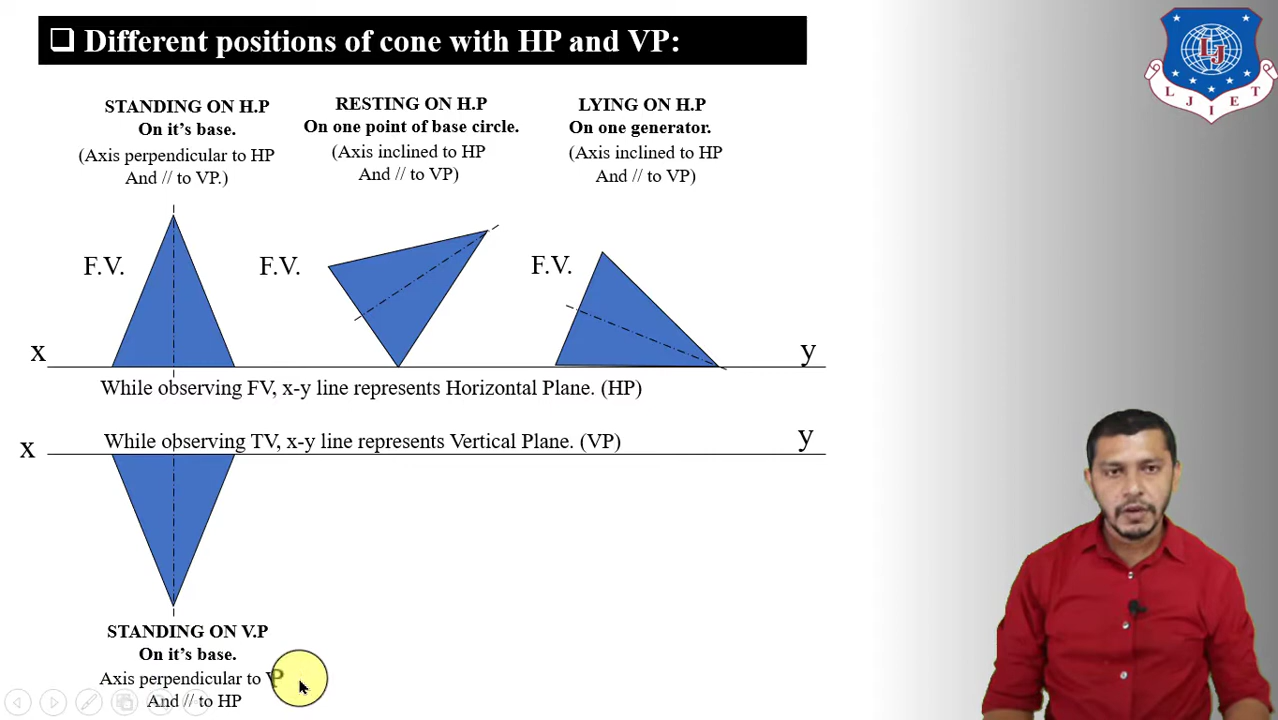 ❑ Different positions of cone with HP and VP:
STANDING ON H.P
On it's base.
(Axis perpendicular to HP
And // to VP.)
RESTING ON H.P
On one point of base circle.
(Axis inclined to HP
And // to VP)
LYING ON H.P
On one generator.
(Axis inclined to HP
And // to VP)
F.V.
F.V.
F.V.
x
y
While observing FV, x-y line represents Horizontal Plane. (HP)
x
While observing TV, x-y line represents Vertical Plane. (VP)
y
STANDING ON V.P
On it's base.
Axis perpendicular to VP
And // to HP
LJ
LJIET